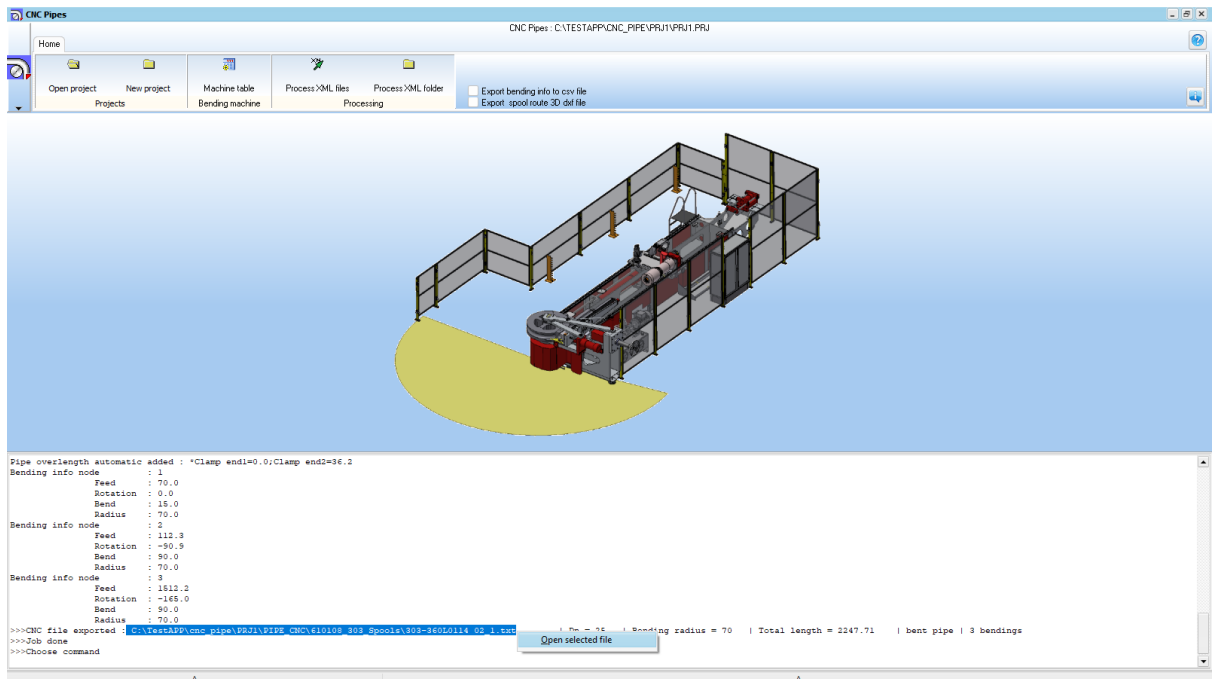 CNC Pipes
CNC Pipes : C:\TESTAPP\CNC_PIPE\PRJ1\PRJ1.PRJ
Home
Open project New project Machine table Process XML files Process XML folder
Projects Bending machine Processing
Export bending info to csv file
Export spool route 3D dxf file
Pipe overlength automatic added : *Clamp end1=0.0;Clamp end2=36.2
Bending info node : 1
Feed : 70.0
Rotation : 0.0
Bend : 15.0
Radius : 70.0
Bending info node : 2
Feed : 112.3
Rotation : -90.9
Bend : 90.0
Radius : 70.0
Bending info node : 3
Feed : 1512.2
Rotation : -165.0
Bend : 90.0
Radius : 70.0
>>>CNC file exported : C:\TestAPP\cnc_pipe\PRJ1\PIPE_CNC\610108_303_Spools\303-360L0114_02_1.txt | Dn = 25 | Bending radius = 70 | Total length = 2247.71 | bent pipe | 3 bendings
>>>Job done
Open selected file
>>>Choose command